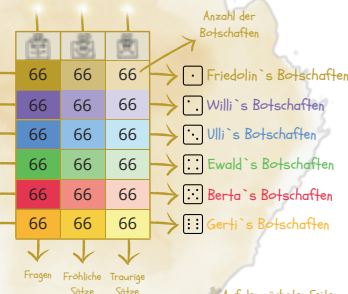 Anzahl der
Botschaften
66 66 66 Friedolin`s Botschaften
66 66 66 Willi`s Botschaften
66 66 66 Ulli`s Botschaften
66 66 66 Ewald`s Botschaften
66 66 66 Berta`s Botschaften
66 66 66 Gerti`s Botschaften
Fragen Fröhliche Traurige
Sätze Sätze